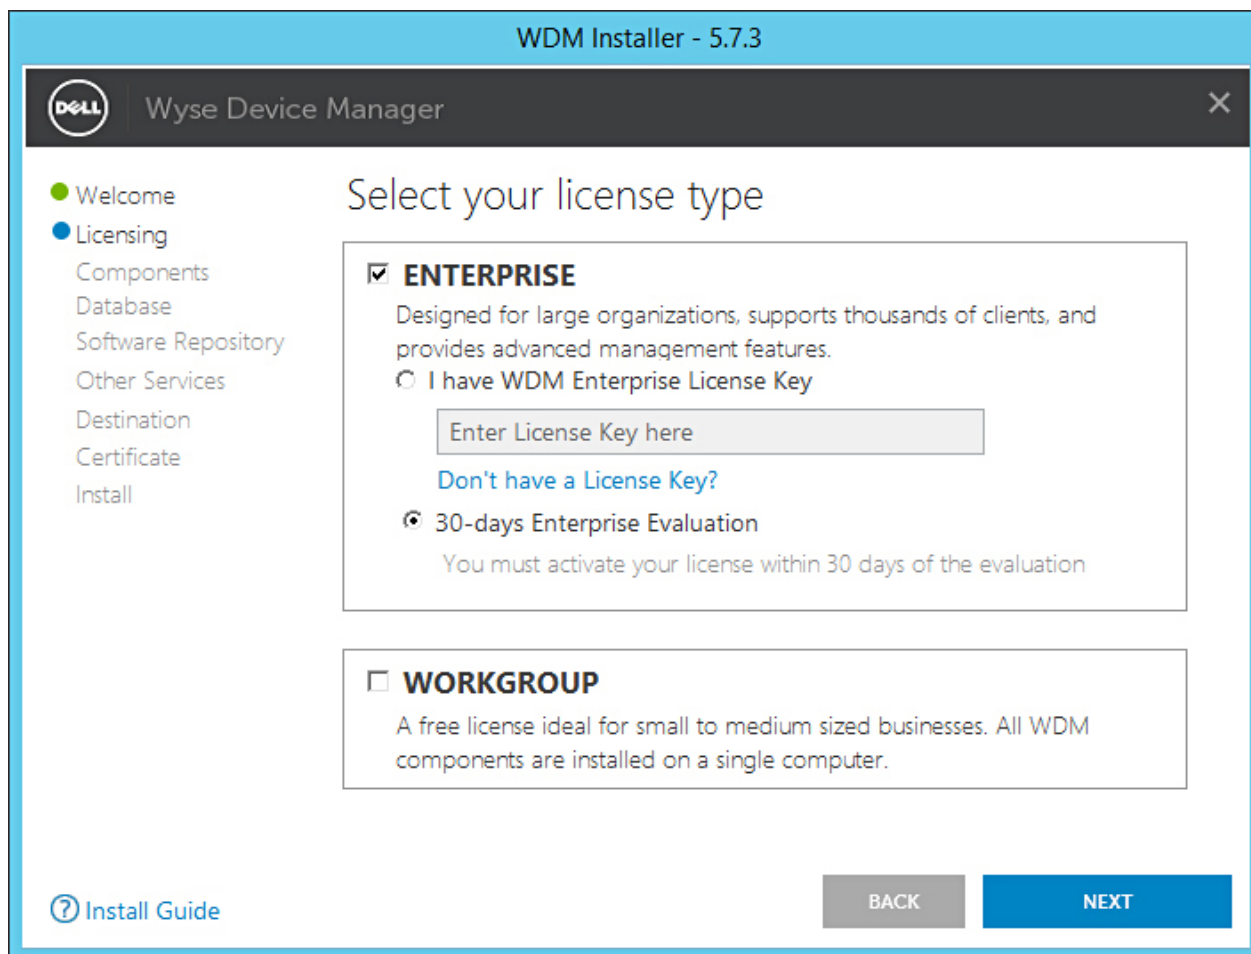 WDM Installer - 5.7.3
DELL
Wyse Device Manager
Welcome
Licensing
Components
Database
Software Repository
Other Services
Destination
Certificate
Install
Select your license type
ENTERPRISE
Designed for large organizations, supports thousands of clients, and
provides advanced management features.
I have WDM Enterprise License Key
Enter License Key here
Don't have a License Key?
30-days Enterprise Evaluation
You must activate your license within 30 days of the evaluation
WORKGROUP
A free license ideal for small to medium sized businesses. All WDM
components are installed on a single computer.
? Install Guide
BACK
NEXT